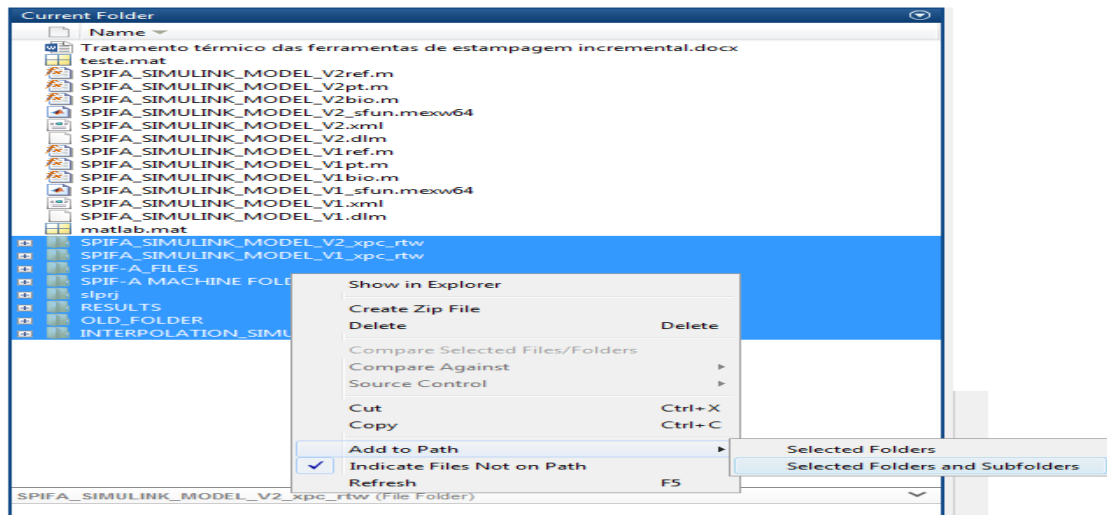 Current Folder
Name
Tratamento térmico das ferramentas de estampagem incremental.docx
teste.mat
SPIFA_SIMULINK_MODEL_V2ref.m
SPIFA_SIMULINK_MODEL_V2pt.m
SPIFA_SIMULINK_MODEL_V2bio.m
SPIFA_SIMULINK_MODEL_V2_sfun.mexw64
SPIFA_SIMULINK_MODEL_V2.xml
SPIFA_SIMULINK_MODEL_V2.dlm
SPIFA_SIMULINK_MODEL_V1ref.m
SPIFA_SIMULINK_MODEL_V1pt.m
SPIFA_SIMULINK_MODEL_V1bio.m
SPIFA_SIMULINK_MODEL_V1_sfun.mexw64
SPIFA_SIMULINK_MODEL_V1.xml
SPIFA_SIMULINK_MODEL_V1.dlm
matlab.mat
SPIFA_SIMULINK_MODEL_V2_xpc_rtw
SPIFA_SIMULINK_MODEL_V1_xpc_rtw
SPIF-A_FILES
SPIF-A MACHINE FOLD
slprj
RESULTS
OLD_FOLDER
INTERPOLATION_SIMU
Show in Explorer
Create Zip File
Delete Delete
Compare Selected Files/Folders
Compare Against
Source Control
Cut Ctrl+X
Copy Ctrl+C
Add to Path
Indicate Files Not on Path
Refresh F5
Selected Folders
Selected Folders and Subfolders
SPIFA_SIMULINK_MODEL_V2_xpc_rtw (File Folder)